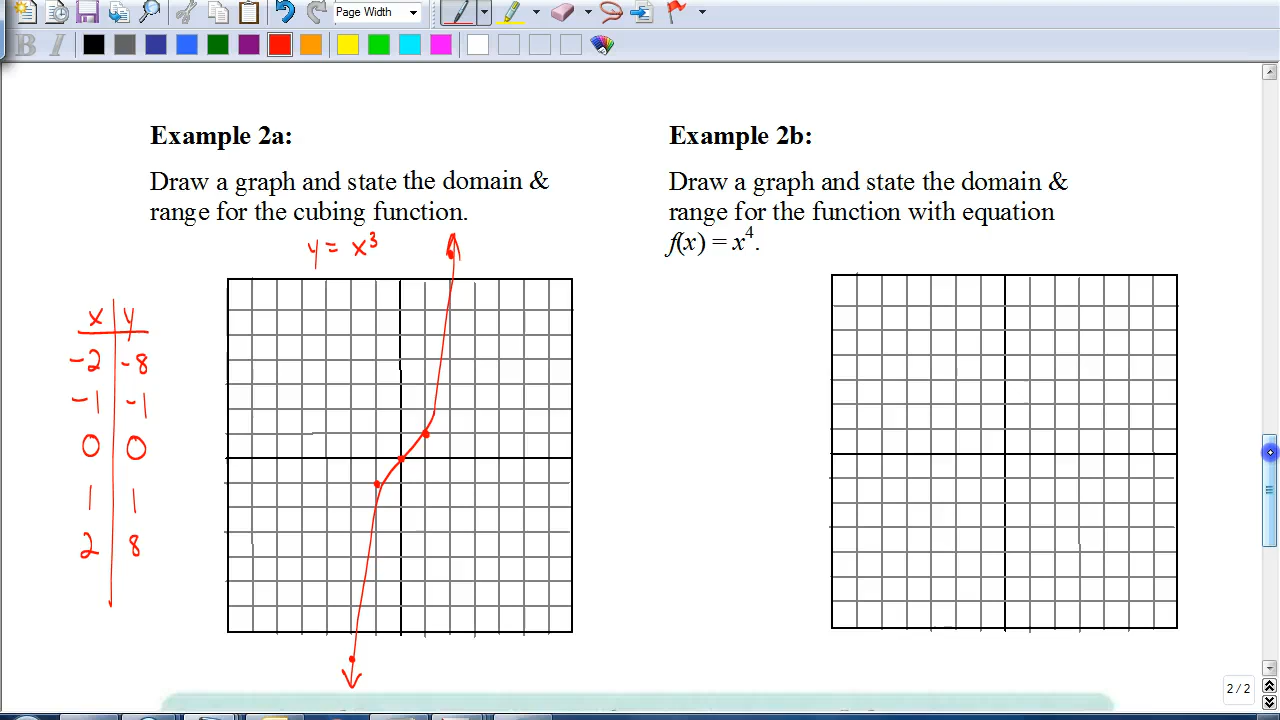 Page Width
B I
Example 2a:
Draw a graph and state the domain &
range for the cubing function.
y = x³
x y
-2 -8
-1 -1
0 0
1 1
2 8
Example 2b:
Draw a graph and state the domain &
range for the function with equation
f(x) = x⁴.
2 / 2